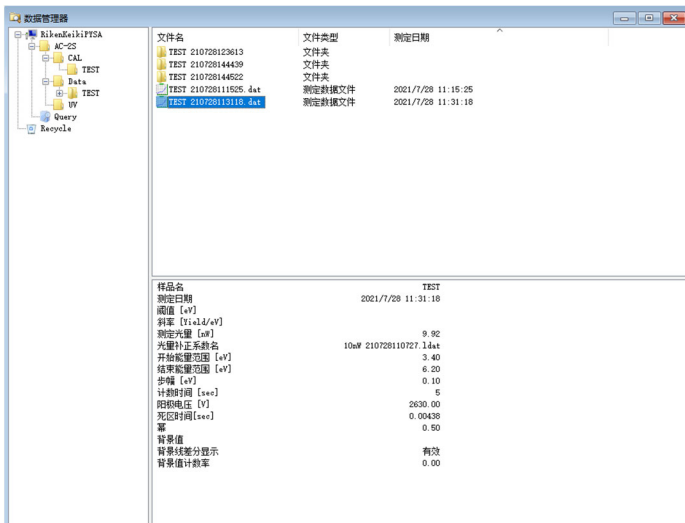 数据管理器
RikenKeikiPYSA
AC-2S
CAL
TEST
Data
TEST
UV
Query
Recycle
文件名 文件类型 测定日期
TEST 210728123613 文件夹
TEST 210728144439 文件夹
TEST 210728144522 文件夹
TEST 210728111525.dat 测定数据文件 2021/7/28 11:15:25
TEST 210728113118.dat 测定数据文件 2021/7/28 11:31:18
样品名 TEST
测定日期 2021/7/28 11:31:18
阈值 [eV]
斜率 [Yield/eV]
测定光量 [nW] 9.92
光量补正系数名 10nW 210728110727.ldat
开始能量范围 [eV] 3.40
结束能量范围 [eV] 6.20
步幅 [eV] 0.10
计数时间 [sec] 5
阳极电压 [V] 2630.00
死区时间[sec] 0.00438
幂 0.50
背景值
背景线差分显示 有效
背景值计数率 0.00